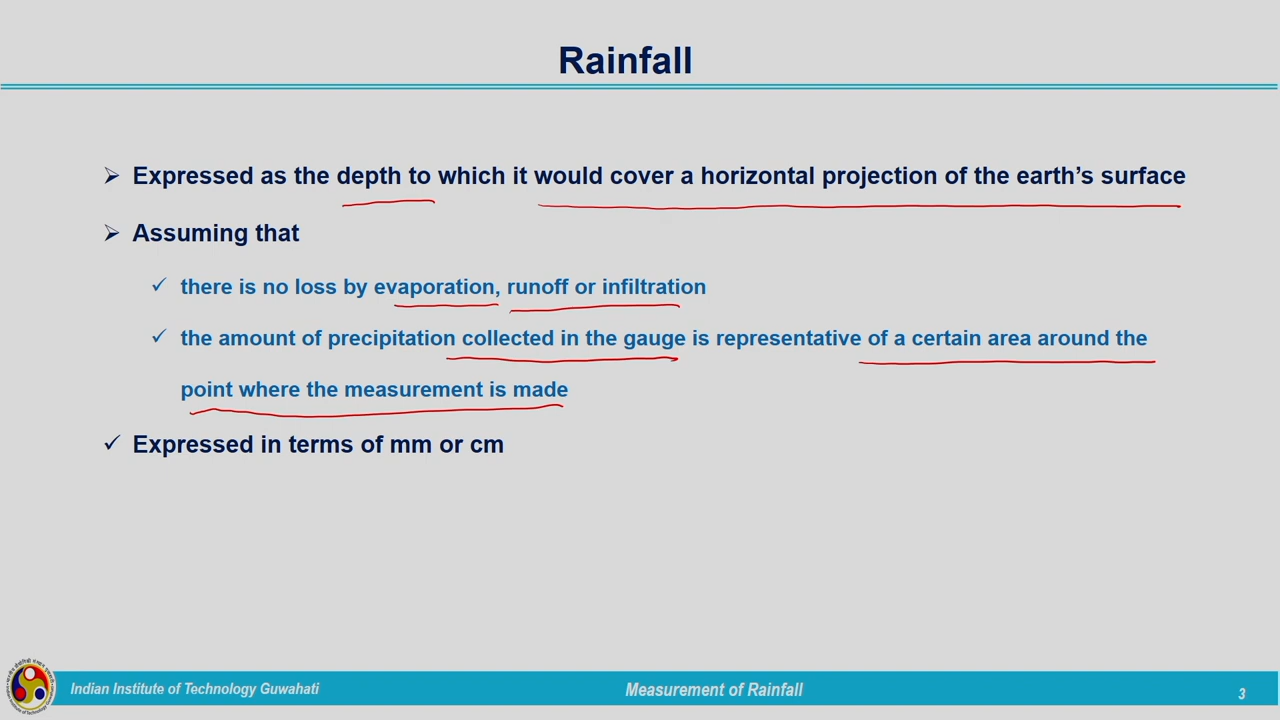 Rainfall
Expressed as the depth to which it would cover a horizontal projection of the earth’s surface
Assuming that
there is no loss by evaporation, runoff or infiltration
the amount of precipitation collected in the gauge is representative of a certain area around the
point where the measurement is made
Expressed in terms of mm or cm
Indian Institute of Technology Guwahati
Measurement of Rainfall
3